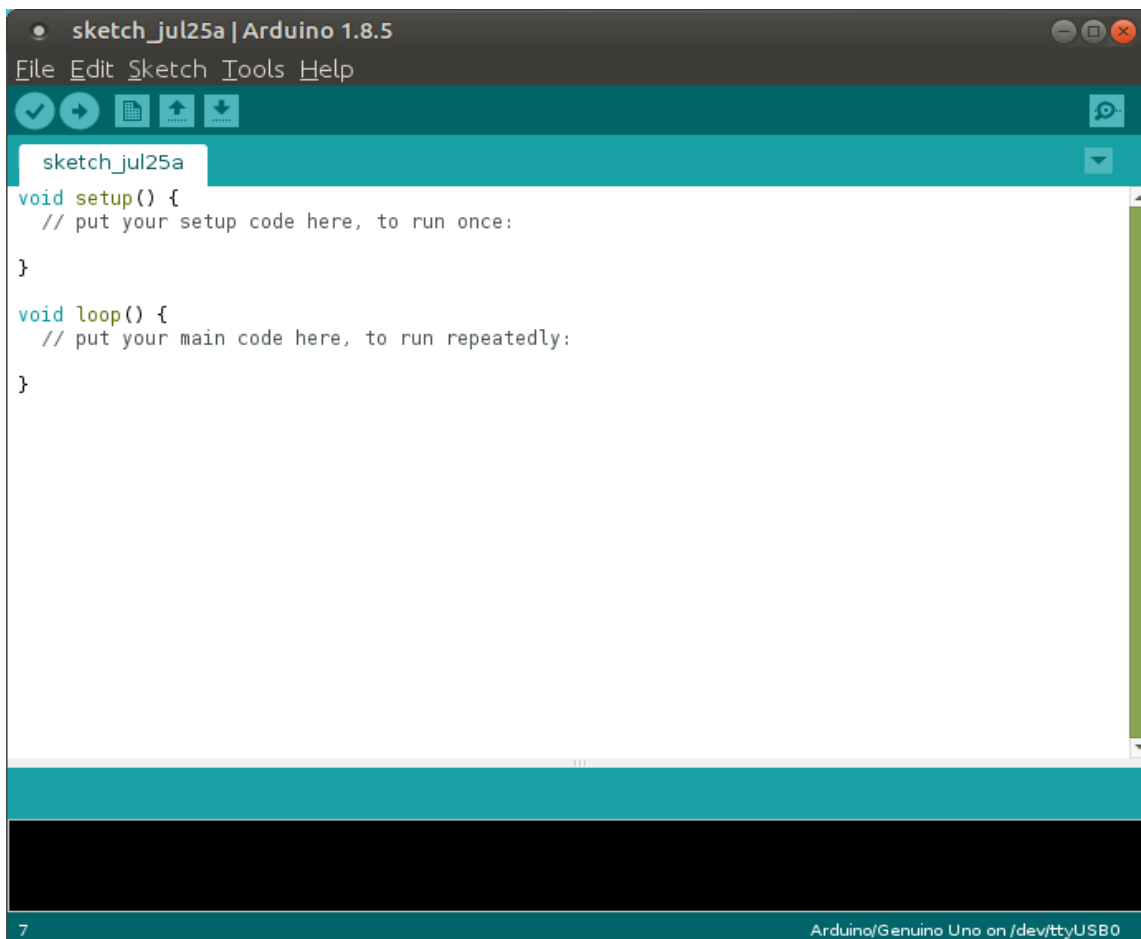 sketch_jul25a | Arduino 1.8.5
File Edit Sketch Tools Help
sketch_jul25a
void setup() {
  // put your setup code here, to run once:
}
void loop() {
  // put your main code here, to run repeatedly:
}
7 Arduino/Genuino Uno on /dev/ttyUSB0